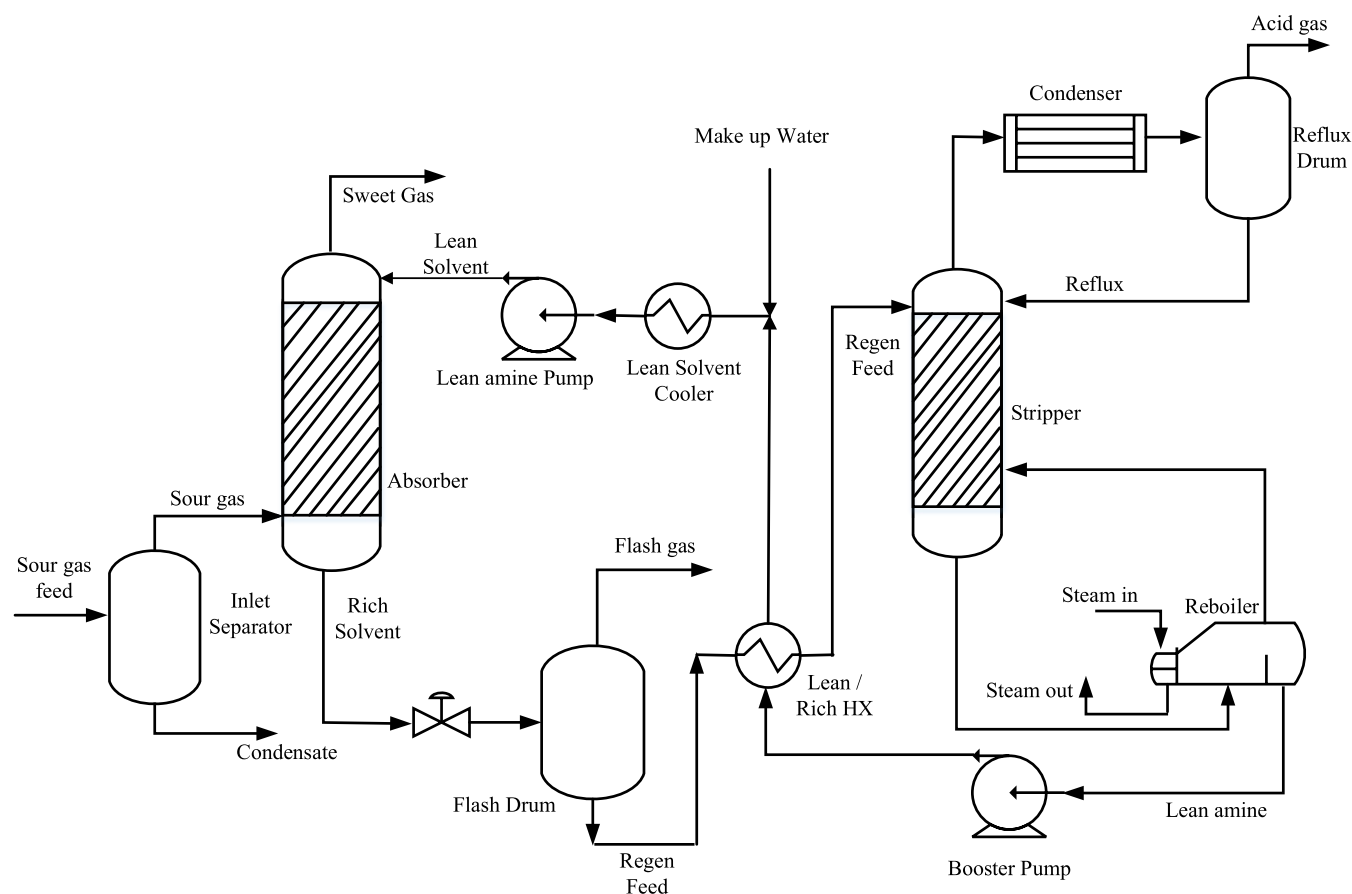 Acid gas
Condenser
Reflux
Drum
Make up Water
Sweet Gas
Lean
Solvent
Reflux
Regen
Feed
Lean amine Pump
Lean Solvent
Cooler
Stripper
Absorber
Sour gas
Sour gas
feed
Flash gas
Inlet
Separator
Rich
Solvent
Steam in
Reboiler
Lean /
Rich HX
Steam out
Condensate
Flash Drum
Lean amine
Regen
Feed
Booster Pump